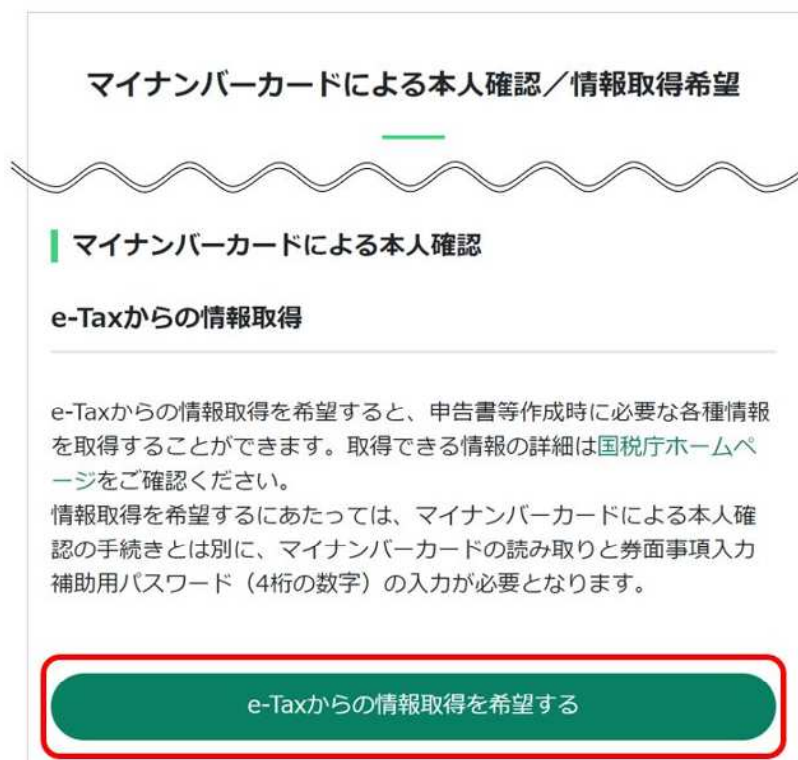 マイナンバーカードによる本人確認／情報取得希望
マイナンバーカードによる本人確認
e-Taxからの情報取得
e-Taxからの情報取得を希望すると、申告書等作成時に必要な各種情報
を取得することができます。取得できる情報の詳細は国税庁ホームペ
ージをご確認ください。
情報取得を希望するにあたっては、マイナンバーカードによる本人確
認の手続きとは別に、マイナンバーカードの読み取りと券面事項入力
補助用パスワード（4桁の数字）の入力が必要となります。
e-Taxからの情報取得を希望する